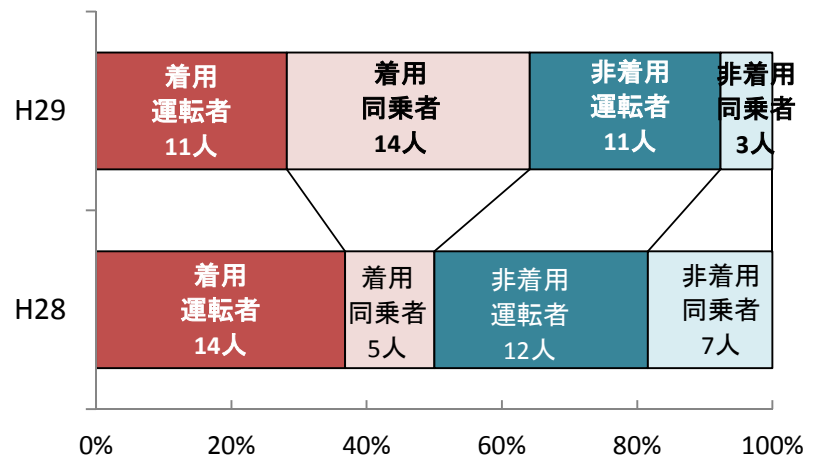 H29
着用
運転者
11人
着用
同乗者
14人
非着用
運転者
11人
非着用
同乗者
3人
H28
着用
運転者
14人
着用
同乗者
5人
非着用
運転者
12人
非着用
同乗者
7人
0%
20%
40%
60%
80%
100%